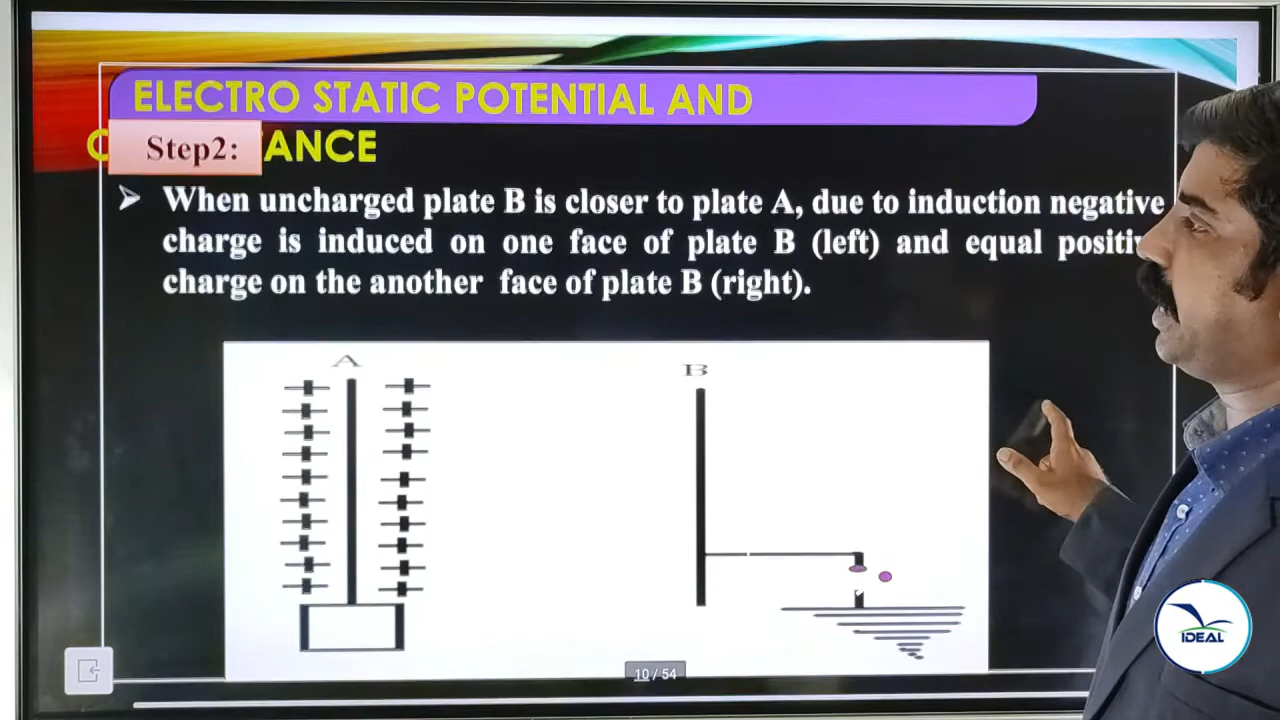 ELECTRO STATIC POTENTIAL AND
C ANCE
Step2:
When uncharged plate B is closer to plate A, due to induction negative
charge is induced on one face of plate B (left) and equal positiv
charge on the another face of plate B (right).
A
B
10 / 54
IDEAL